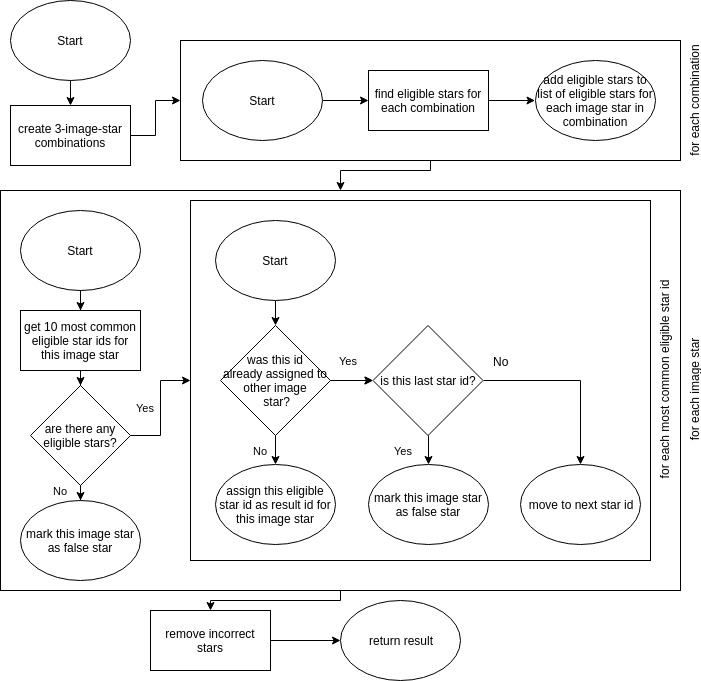 Start
create 3-image-star
combinations
Start
find eligible stars for
each combination
add eligible stars to
list of eligible stars for
each image star in
combination
for each combination
Start
get 10 most common
eligible star ids for
this image star
are there any
eligible stars?
Yes
No
mark this image star
as false star
Start
was this id
already assigned to
other image
star?
Yes
is this last star id?
No
No
assign this eligible
star id as result id for
this image star
Yes
mark this image star
as false star
move to next star id
for each most common eligible star id
for each image star
remove incorrect
stars
return result